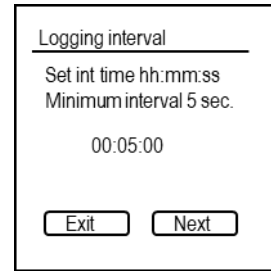 Logging interval
Set int time hh:mm:ss
Minimum interval 5 sec.
00:05:00
Exit Next